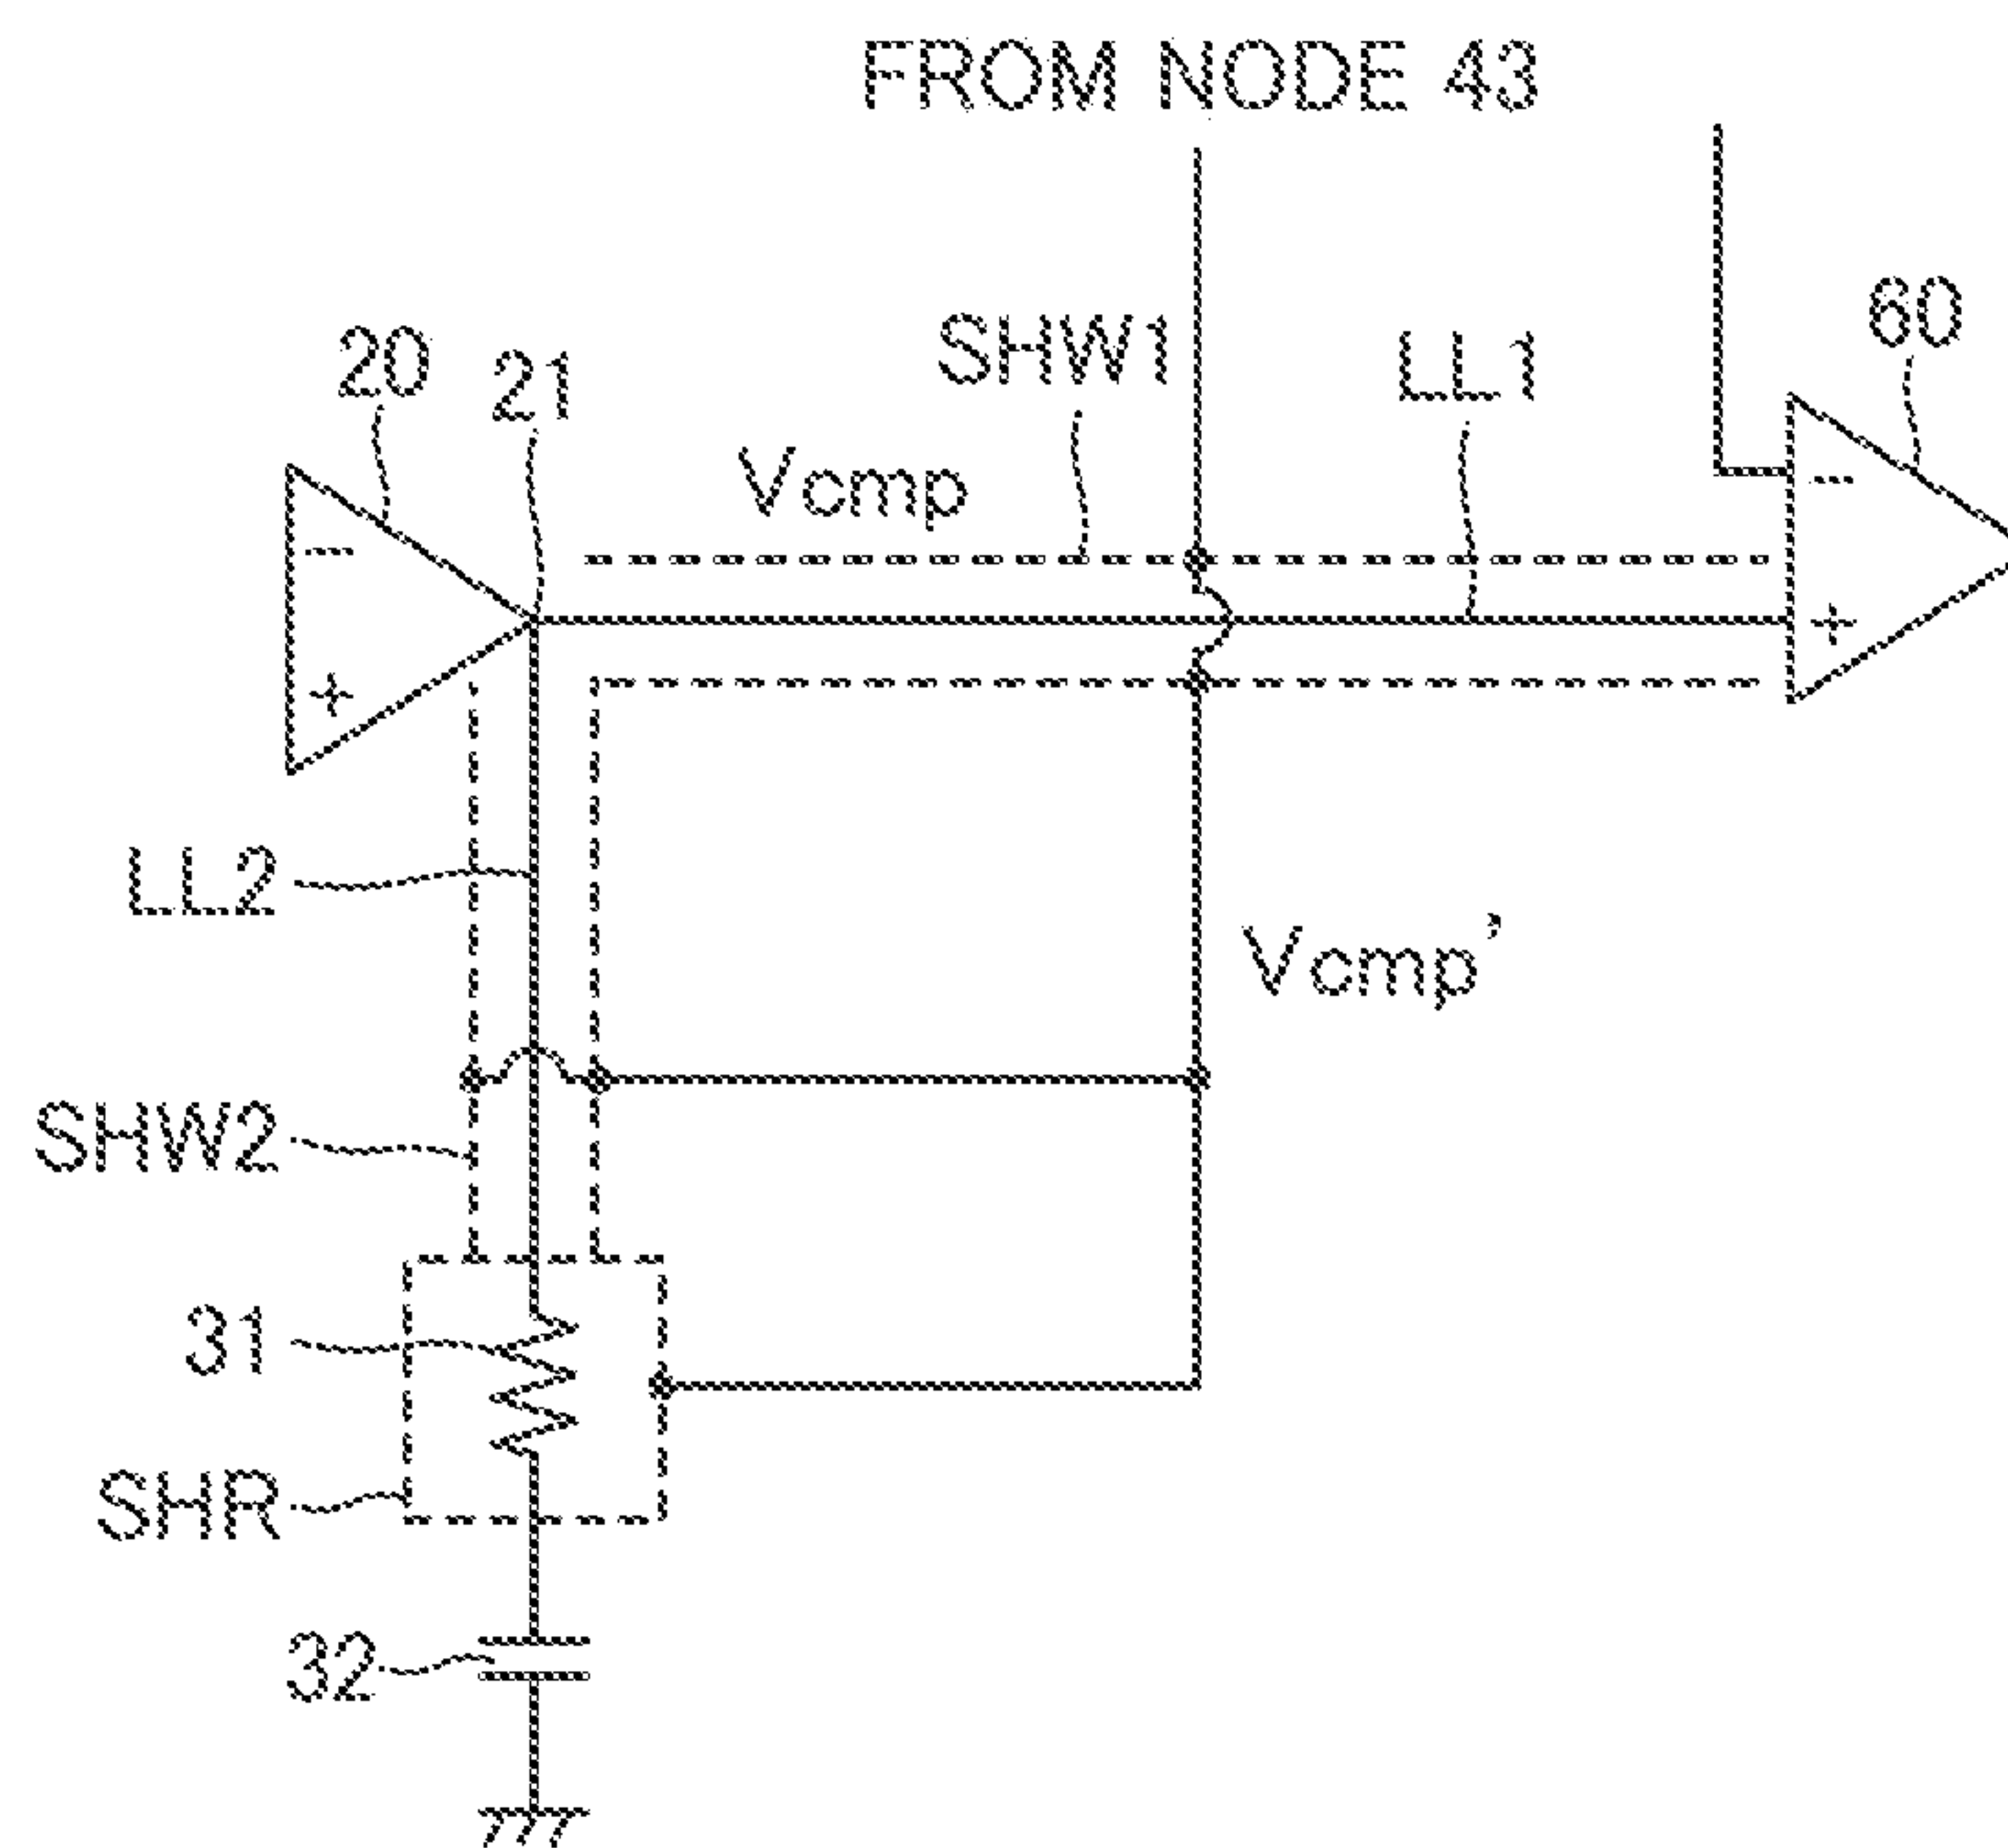 FROM NODE 43
20
21
SHW1
LL1
60
Vcmp
-
-
+
+
LL2
Vcmp'
SHW2
31
SHR
32